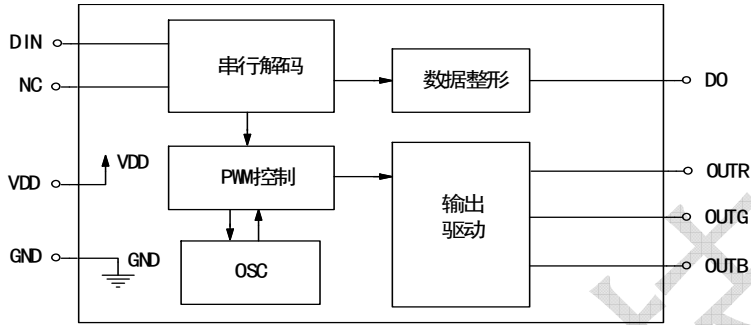 DIN
NC
串行解码
数据整形
DO
VDD
VDD
PWM控制
输出
驱动
OUTR
OUTG
OUTB
GND
GND
OSC